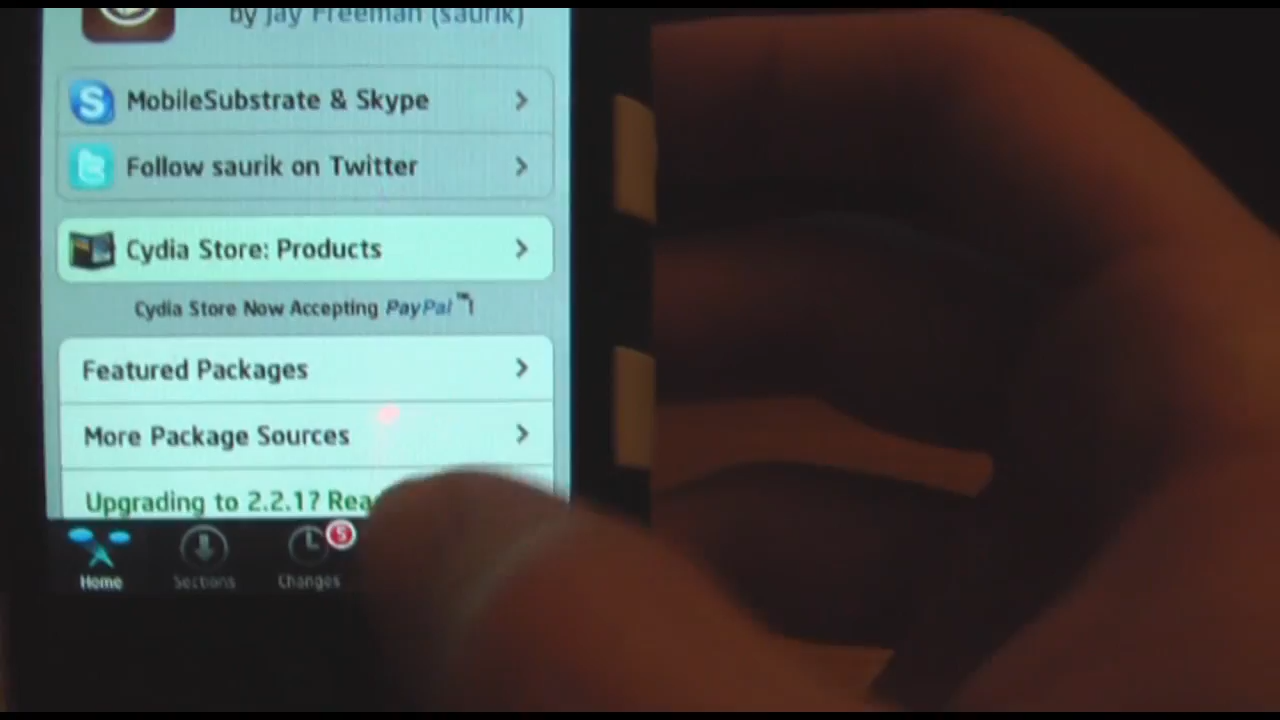 by Jay Freeman (saurik)
MobileSubstrate & Skype
Follow saurik on Twitter
Cydia Store: Products
Cydia Store Now Accepting PayPal
Featured Packages
More Package Sources
Upgrading to 2.2.1?
5
Home
Sections
Changes